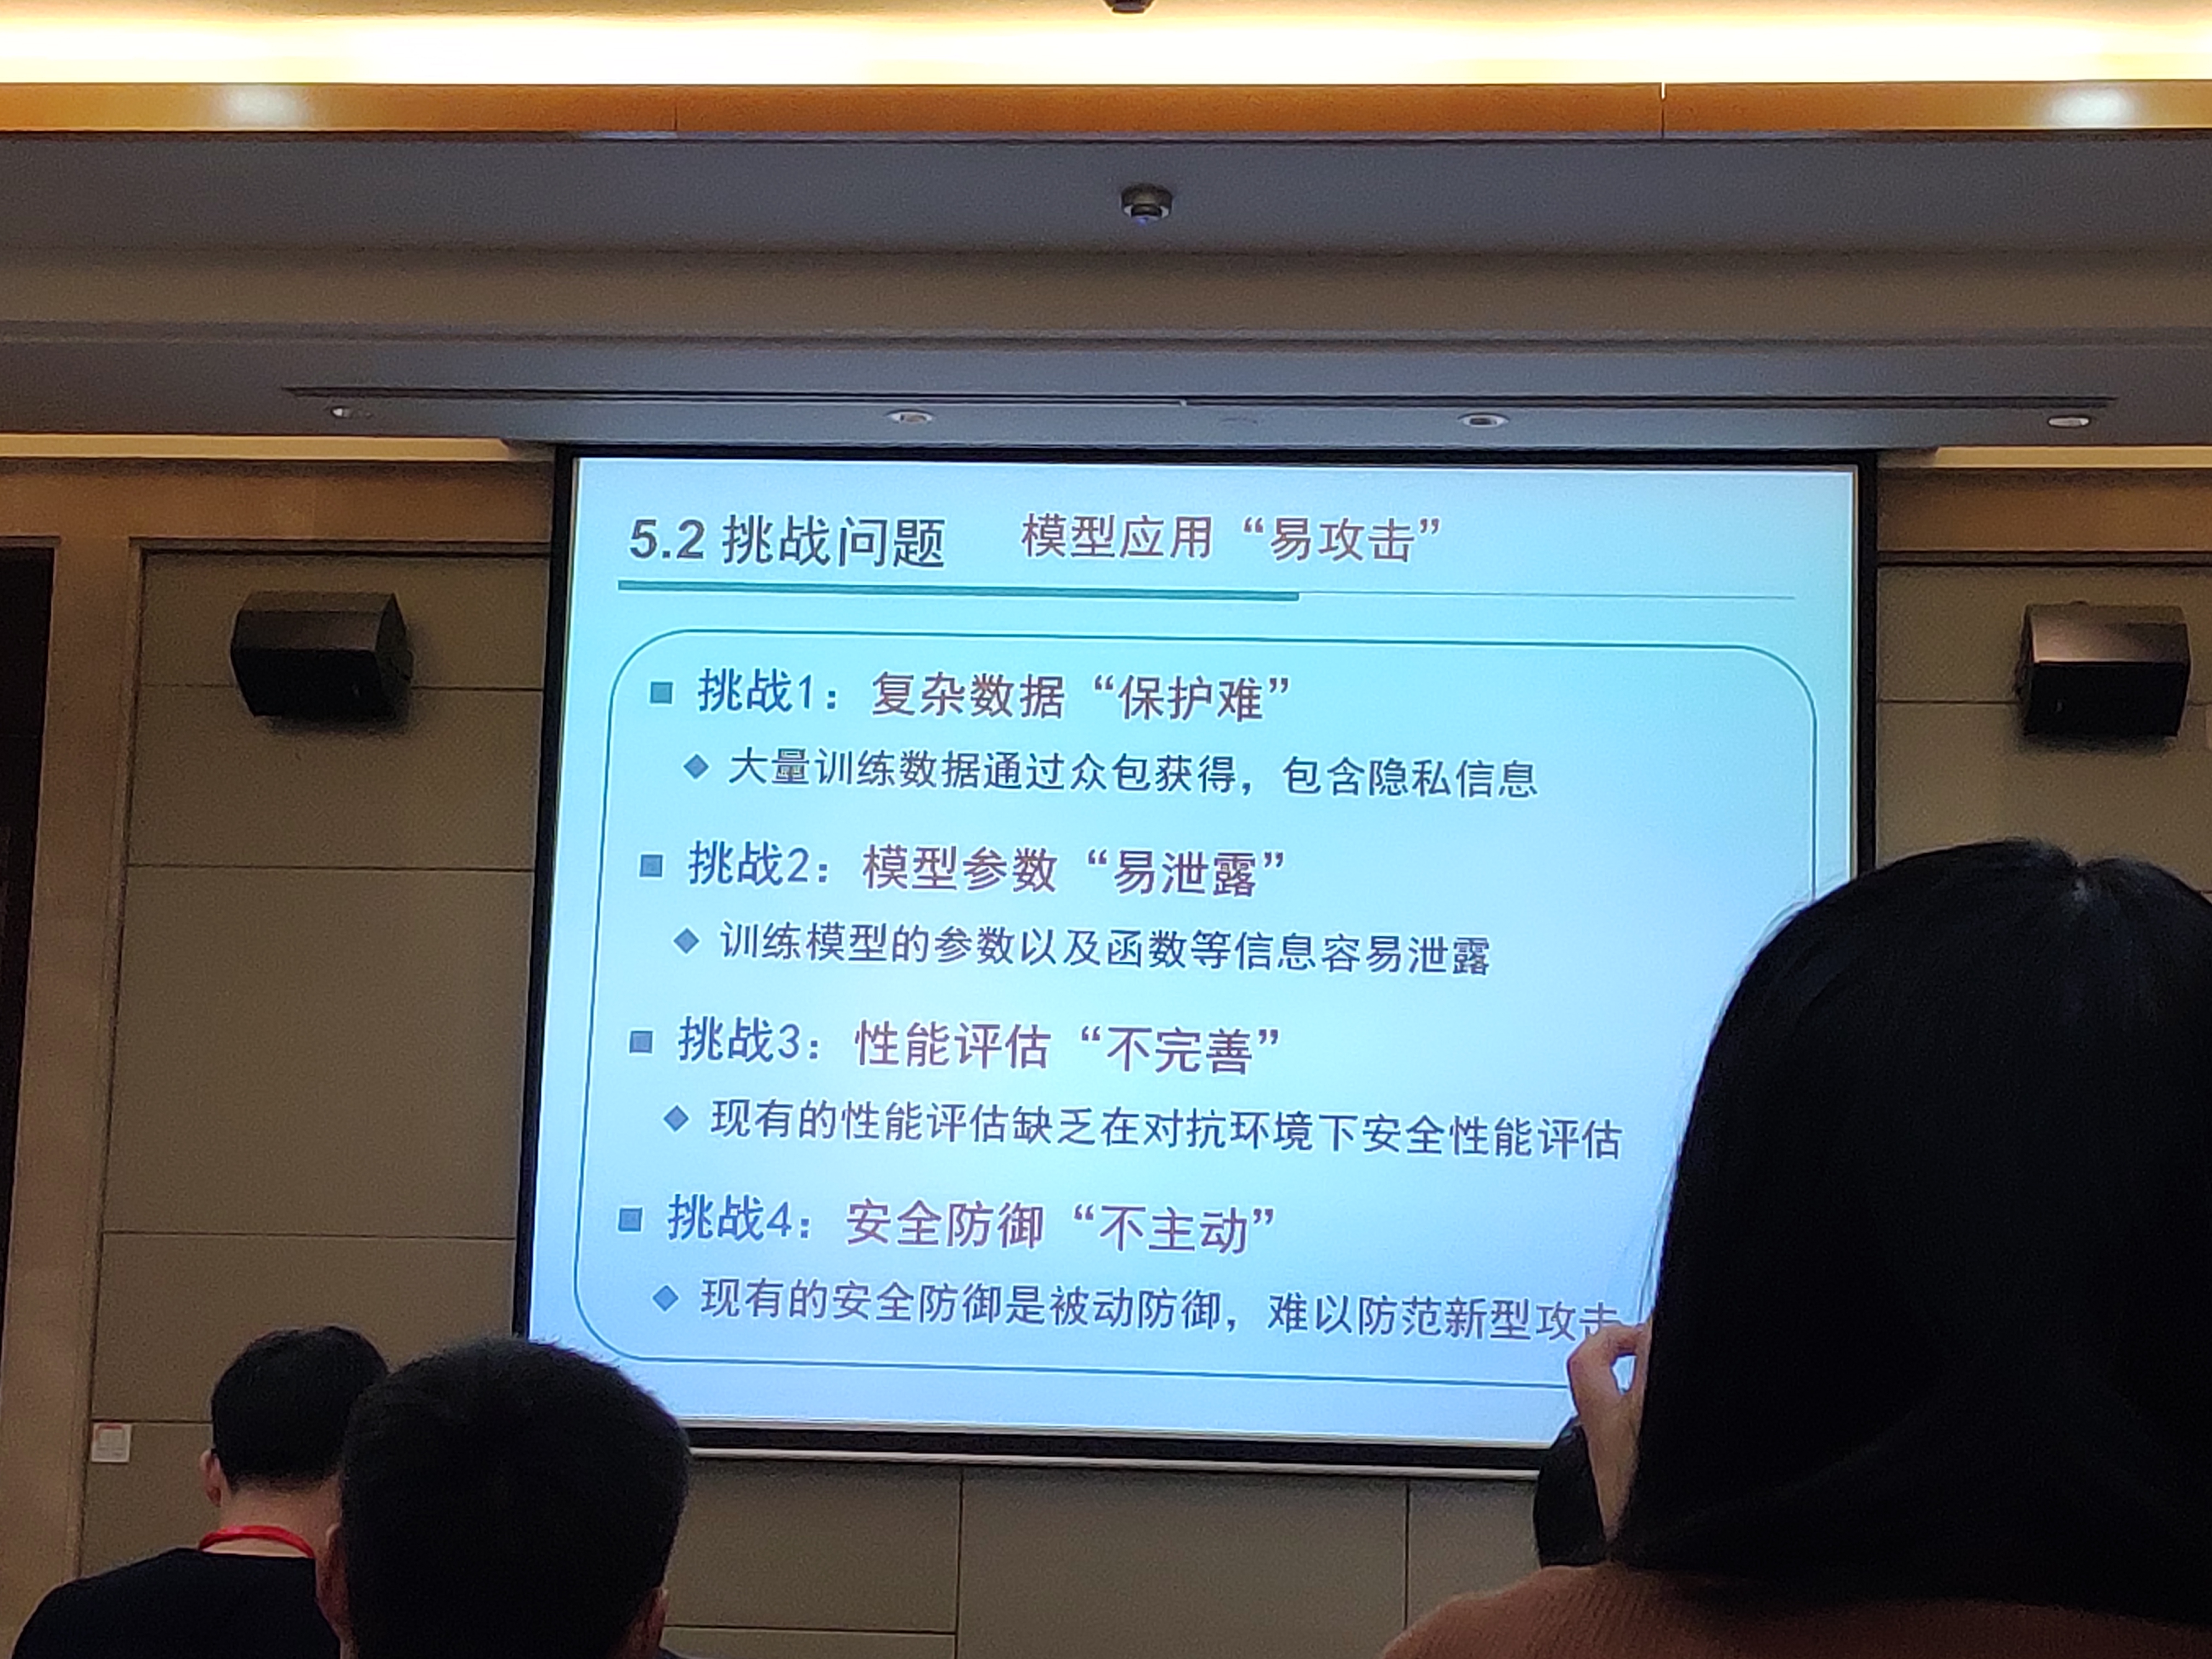 5.2 挑战问题 模型应用“易攻击”
挑战1：复杂数据“保护难”
大量训练数据通过众包获得，包含隐私信息
挑战2：模型参数“易泄露”
训练模型的参数以及函数等信息容易泄露
挑战3：性能评估“不完善”
现有的性能评估缺乏在对抗环境下安全性能评估
挑战4：安全防御“不主动”
现有的安全防御是被动防御，难以防范新型攻击